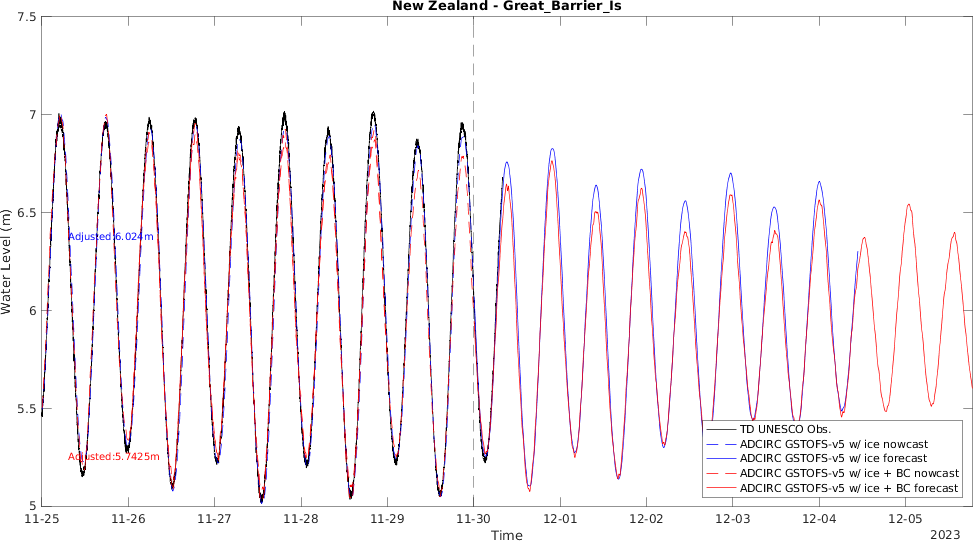 New Zealand - Great_Barrier_Is
7.5
7
6.5
6
5.5
5
Water Level (m)
Adjusted:6.024m
Adjusted:5.7425m
TD UNESCO Obs.
ADCIRC GSTOFS-v5 w/ ice nowcast
ADCIRC GSTOFS-v5 w/ ice forecast
ADCIRC GSTOFS-v5 w/ ice + BC nowcast
ADCIRC GSTOFS-v5 w/ ice + BC forecast
11-25 11-26 11-27 11-28 11-29 11-30 12-01 12-02 12-03 12-04 12-05
Time
2023